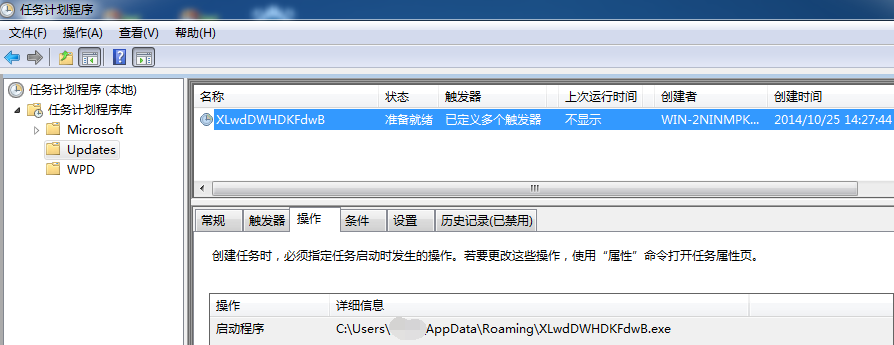 任务计划程序
文件(F) 操作(A) 查看(V) 帮助(H)
任务计划程序 (本地)
任务计划程序库
Microsoft
Updates
WPD
名称 状态 触发器 上次运行时间 创建者 创建时间
XLwdDWHDKFdwB 准备就绪 已定义多个触发器 不显示 WIN-2NINMPK... 2014/10/25 14:27:44
常规 触发器 操作 条件 设置 历史记录(已禁用)
创建任务时，必须指定任务启动时发生的操作。若要更改这些操作，使用“属性”命令打开任务属性页。
操作 详细信息
启动程序 C:\Users\ AppData\Roaming\XLwdDWHDKFdwB.exe